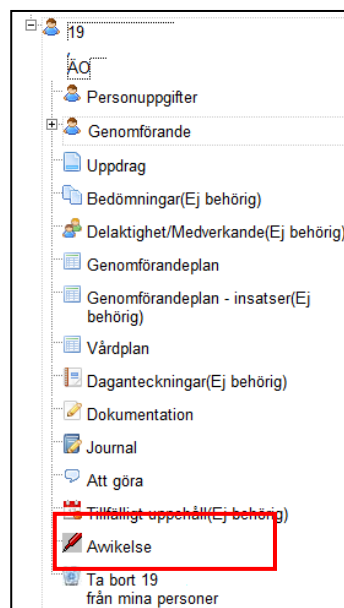 19
ÄO
Personuppgifter
Genomförande
Uppdrag
Bedömningar(Ej behörig)
Delaktighet/Medverkande(Ej behörig)
Genomförandeplan
Genomförandeplan - insatser(Ej
behörig)
Vårdplan
Daganteckningar(Ej behörig)
Dokumentation
Journal
Att göra
Tillfälligt uppehåll(Ej behörig)
Avvikelse
Ta bort 19
från mina personer